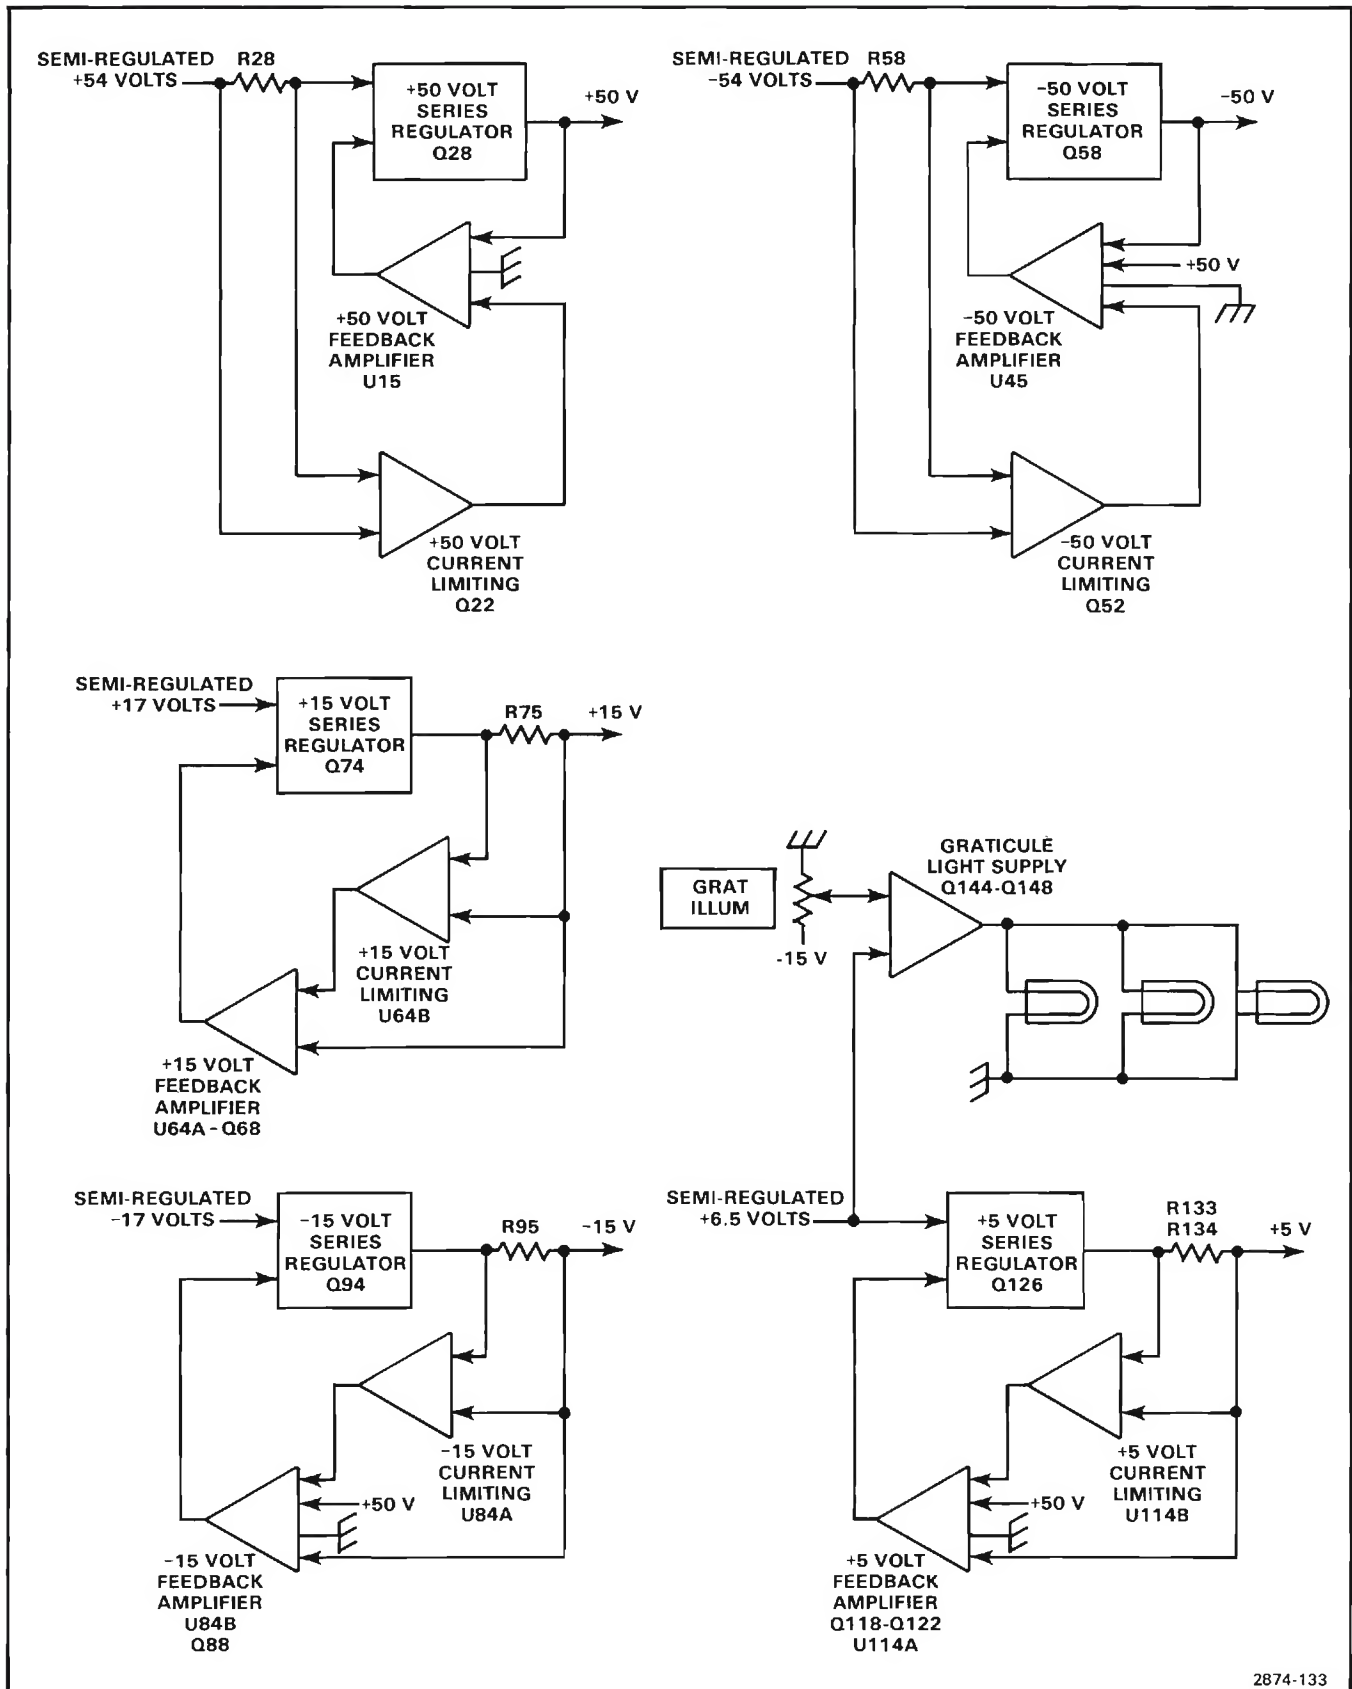 SEMI-REGULATED
+54 VOLTS
R28
+50 VOLT
SERIES
REGULATOR
Q28
+50 V
+50 VOLT
FEEDBACK
AMPLIFIER
U15
+50 VOLT
CURRENT
LIMITING
Q22
SEMI-REGULATED
-54 VOLTS
R58
-50 VOLT
SERIES
REGULATOR
Q58
-50 V
+50 V
-50 VOLT
FEEDBACK
AMPLIFIER
U45
-50 VOLT
CURRENT
LIMITING
Q52
SEMI-REGULATED
+17 VOLTS
+15 VOLT
SERIES
REGULATOR
Q74
R75
+15 V
+15 VOLT
CURRENT
LIMITING
U64B
+15 VOLT
FEEDBACK
AMPLIFIER
U64A - Q68
GRAT
ILLUM
-15 V
GRATICULE
LIGHT SUPPLY
Q144-Q148
SEMI-REGULATED
-17 VOLTS
-15 VOLT
SERIES
REGULATOR
Q94
R95
-15 V
-15 VOLT
CURRENT
LIMITING
U84A
+50 V
-15 VOLT
FEEDBACK
AMPLIFIER
U84B
Q88
SEMI-REGULATED
+6.5 VOLTS
+5 VOLT
SERIES
REGULATOR
Q126
R133
R134
+5 V
+5 VOLT
CURRENT
LIMITING
U114B
+50 V
+5 VOLT
FEEDBACK
AMPLIFIER
Q118-Q122
U114A
2874-133